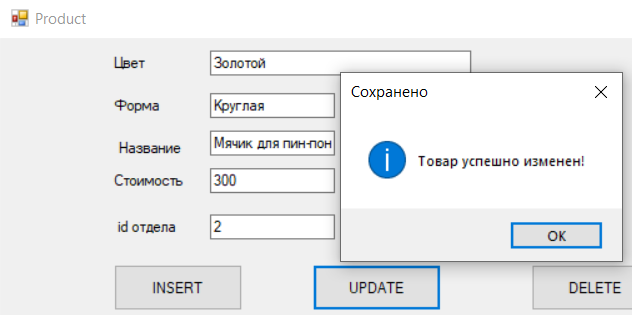 Product
Цвет
Золотой
Сохранено
Форма
Круглая
Название
Мячик для пин-пон
Товар успешно изменен!
Стоимость
300
id отдела
2
OK
INSERT
UPDATE
DELETE